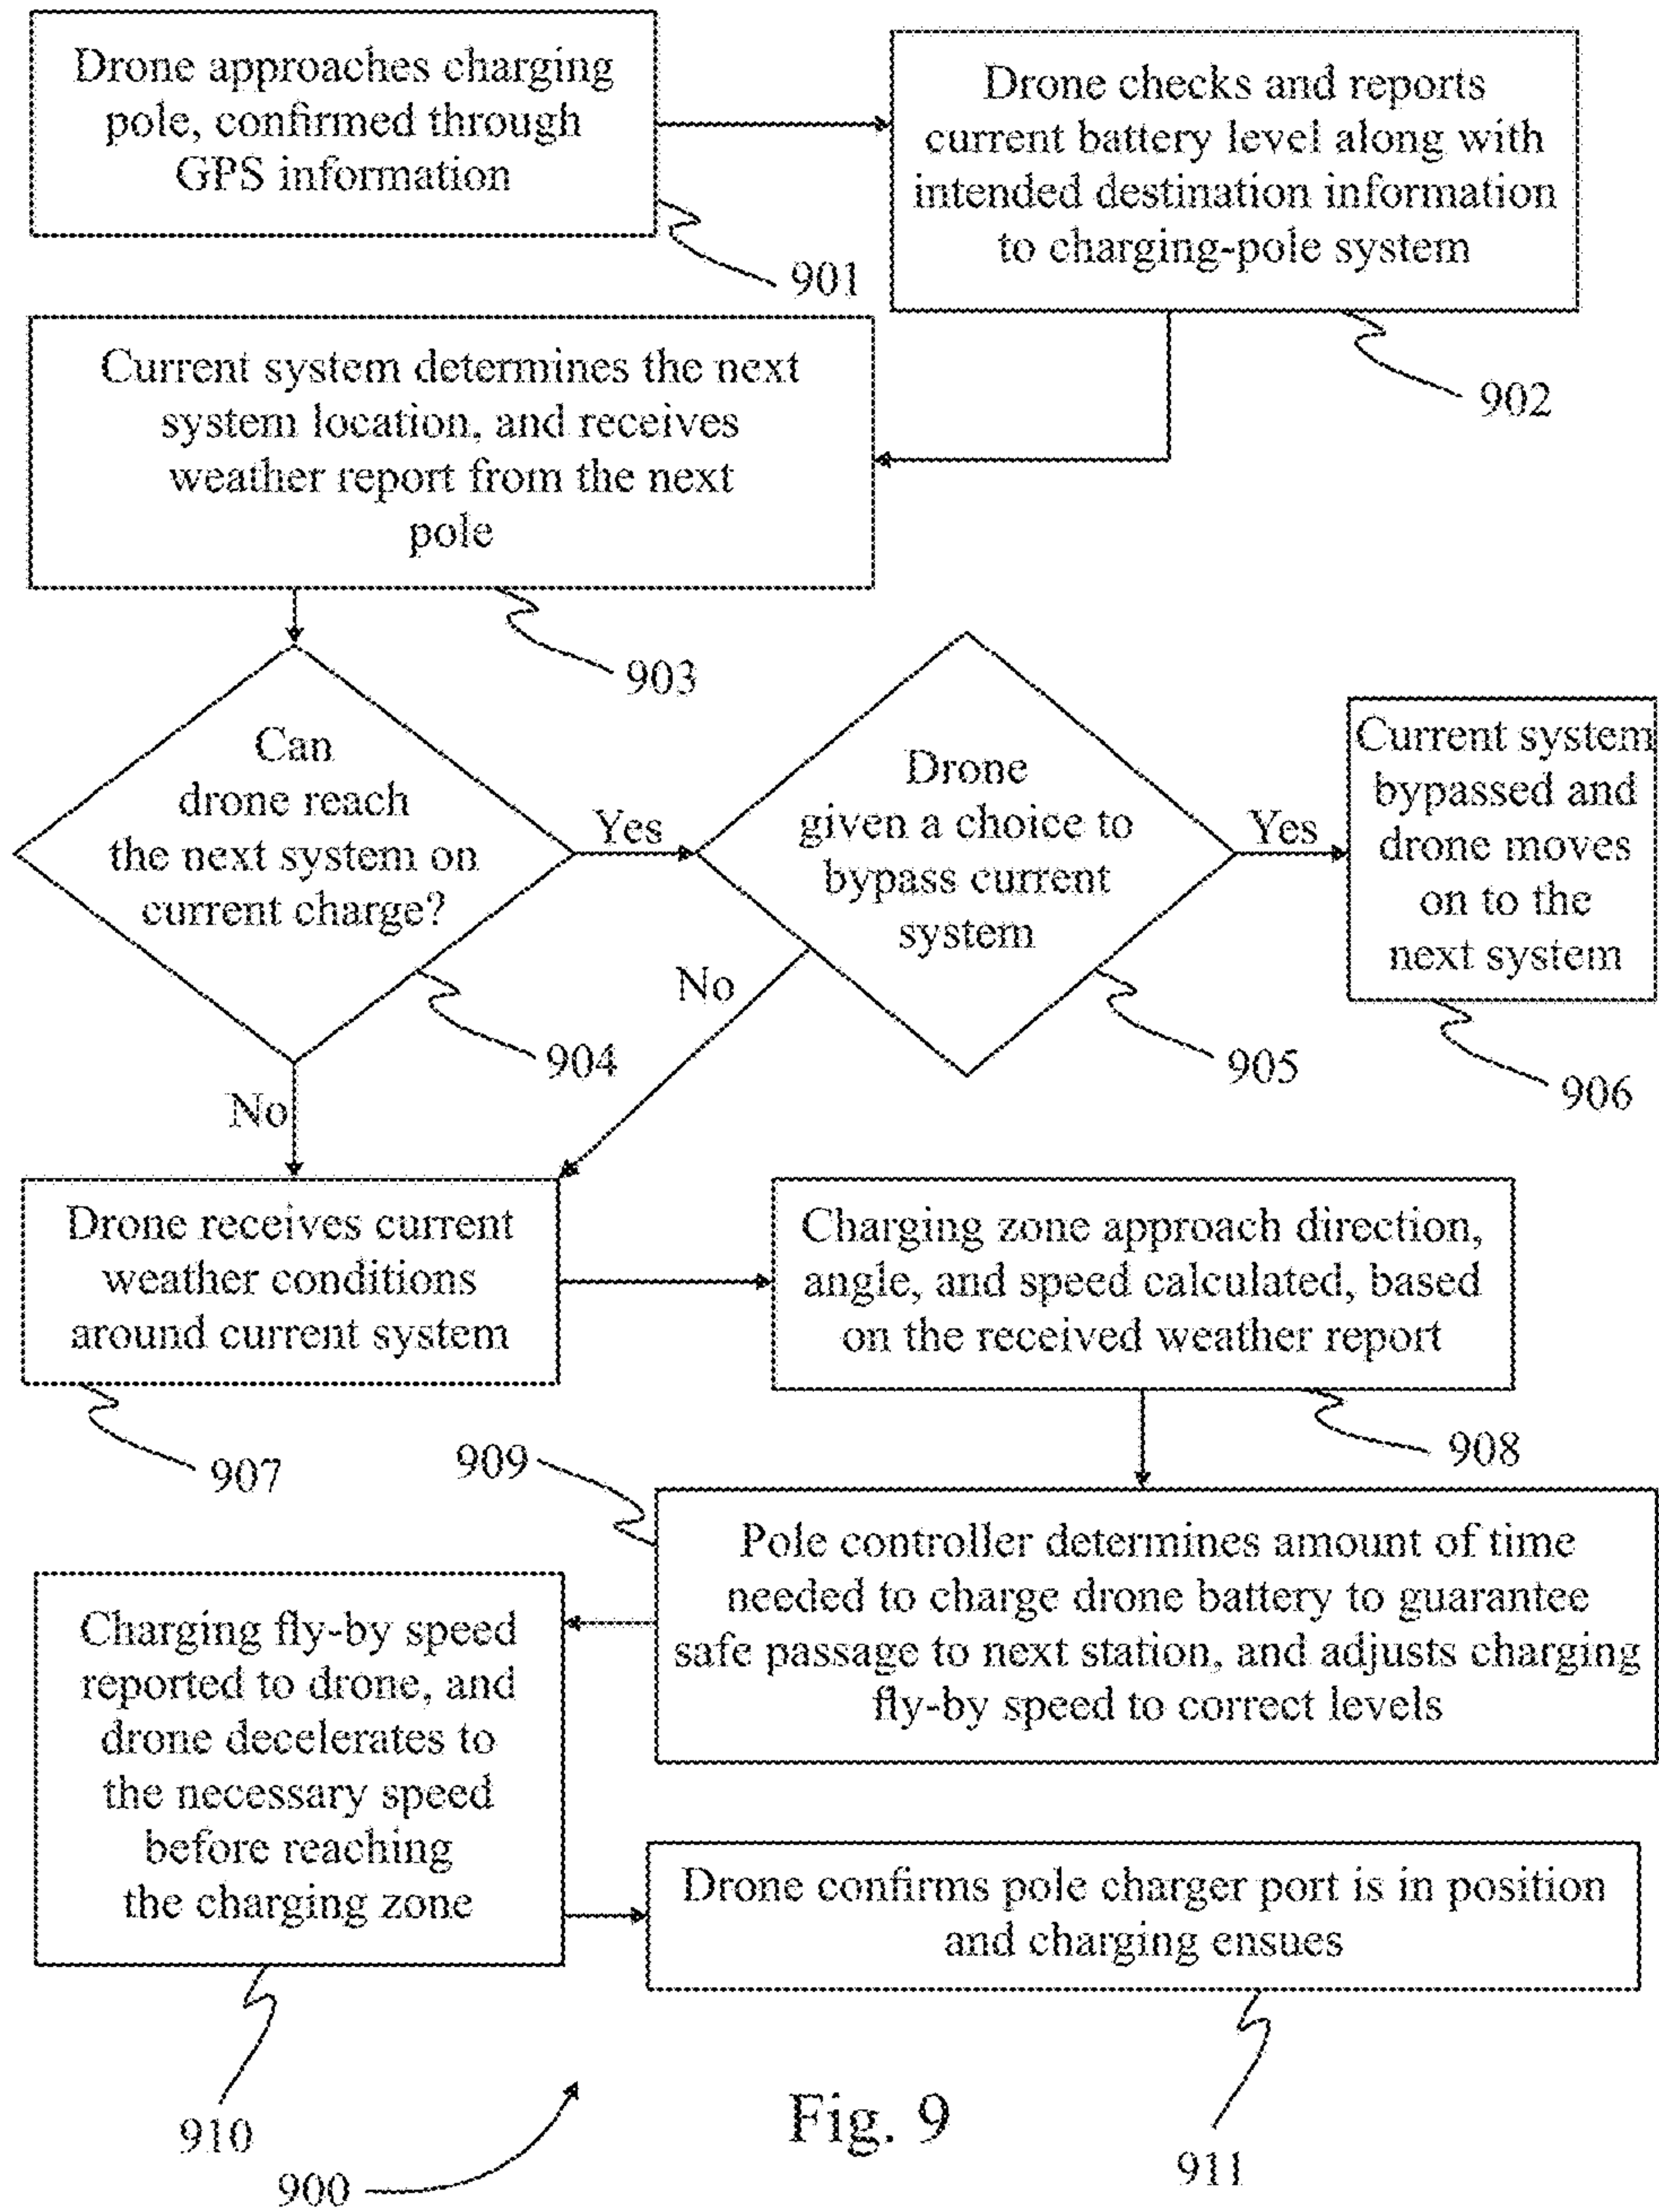 Drone approaches charging
pole, confirmed through
GPS information
901
Drone checks and reports
current battery level along with
intended destination information
to charging-pole system
902
Current system determines the next
system location, and receives
weather report from the next
pole
903
Can
drone reach
the next system on
current charge?
904
Yes
No
Drone
given a choice to
bypass current
system
905
Yes
No
Current system
bypassed and
drone moves
on to the
next system
906
Drone receives current
weather conditions
around current system
907
Charging zone approach direction,
angle, and speed calculated, based
on the received weather report
908
909
Pole controller determines amount of time
needed to charge drone battery to guarantee
safe passage to next station, and adjusts charging
fly-by speed to correct levels
Charging fly-by speed
reported to drone, and
drone decelerates to
the necessary speed
before reaching
the charging zone
910
Drone confirms pole charger port is in position
and charging ensues
911
900
Fig. 9